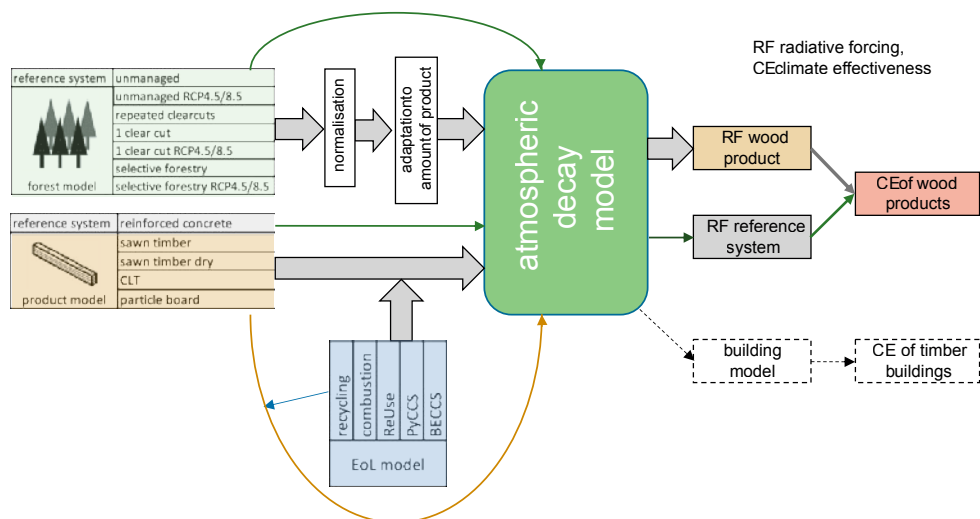 RF radiative forcing,
CEclimate effectiveness
reference system
unmanaged
unmanaged RCP4.5/8.5
repeated clearcuts
1 clear cut
1 clear cut RCP4.5/8.5
selective forestry
selective forestry RCP4.5/8.5
forest model
normalisation
adaptationto
amount of product
atmospheric
decay
model
RF wood
product
CEof wood
products
RF reference
system
reference system
reinforced concrete
sawn timber
sawn timber dry
CLT
particle board
product model
building
model
CE of timber
buildings
recycling
combustion
ReUse
PyCCS
BECCS
EoL model